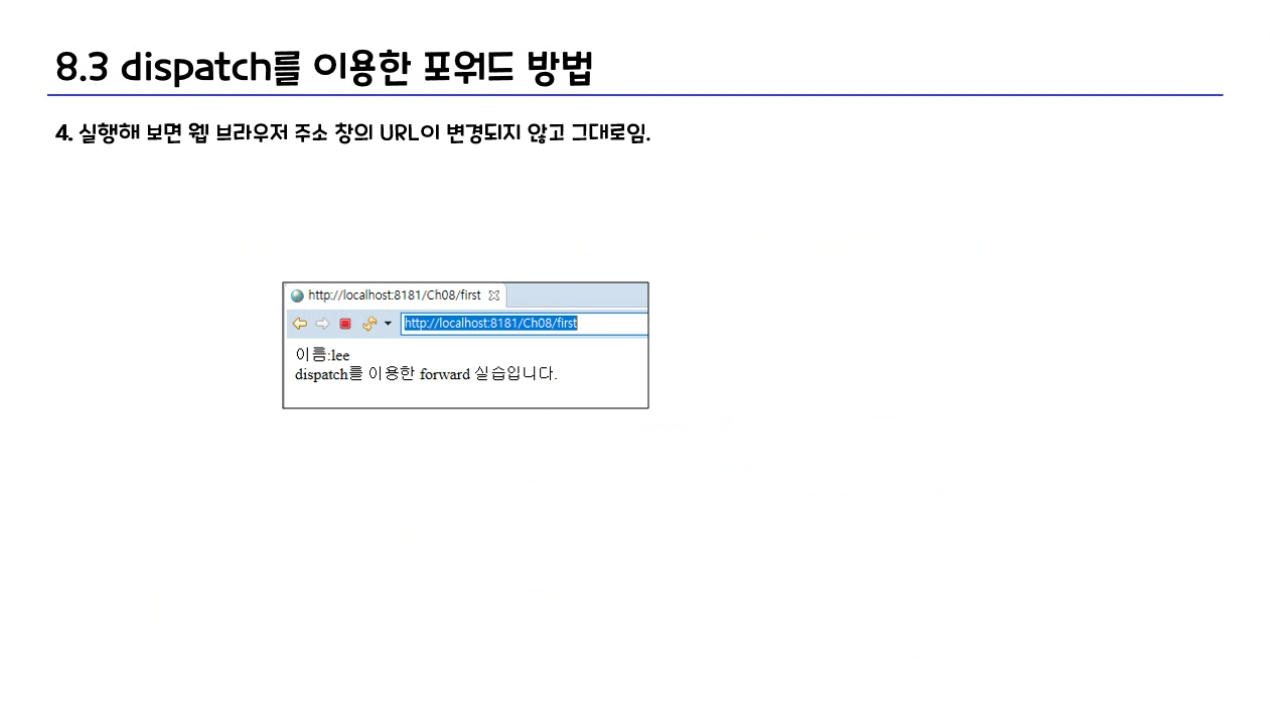 8.3 dispatch를 이용한 포워드 방법
4. 실행해 보면 웹 브라우저 주소 창의 URL이 변경되지 않고 그대로임.
http://localhost:8181/Ch08/first
http://localhost:8181/Ch08/first
이름:lee
dispatch를 이용한 forward 실습입니다.